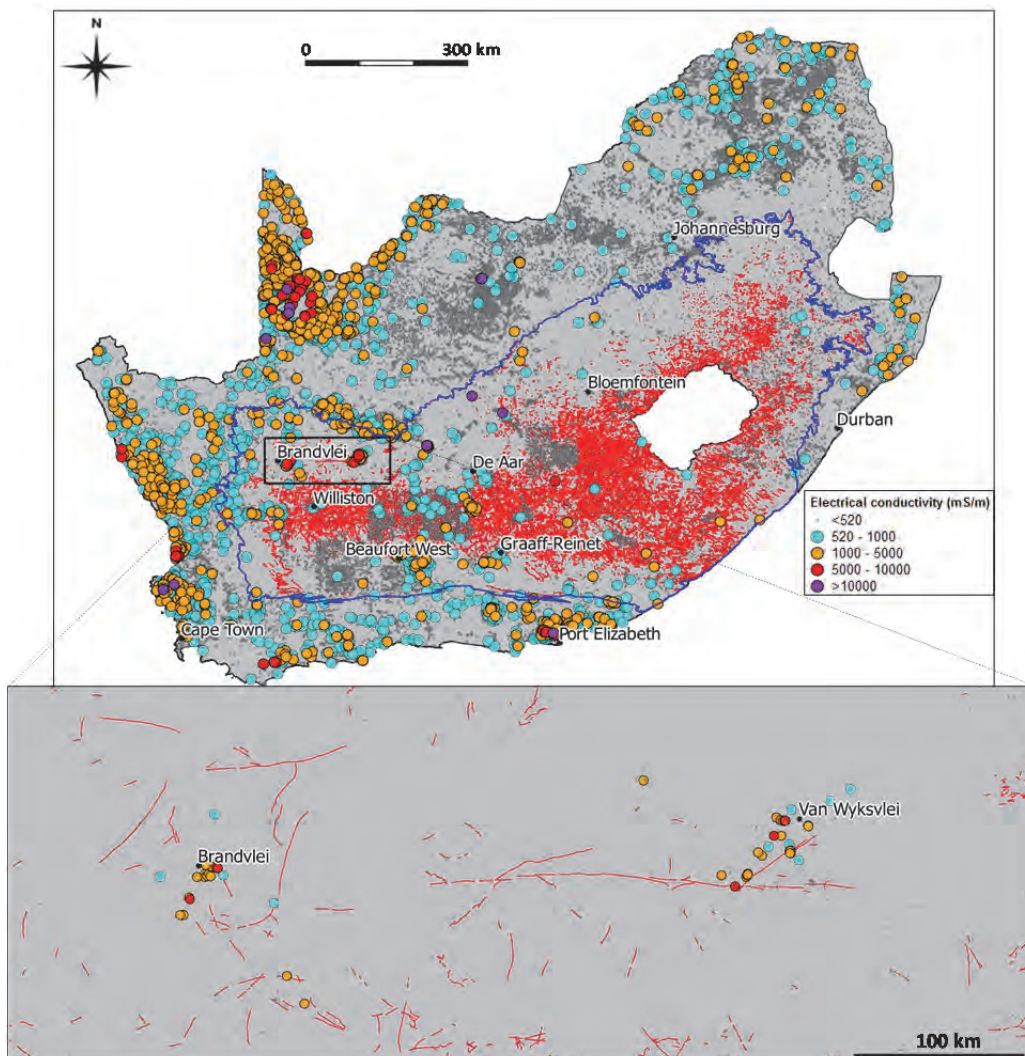 N
0 300 km
Johannesburg
Bloemfontein
Durban
Brandvlei
De Aar
Williston
Electrical conductivity (mS/m)
<520
520 - 1000
1000 - 5000
5000 - 10000
>10000
Beaufort West
Graaff-Reinet
Cape Town
Port Elizabeth
Van Wyksvlei
Brandvlei
100 km